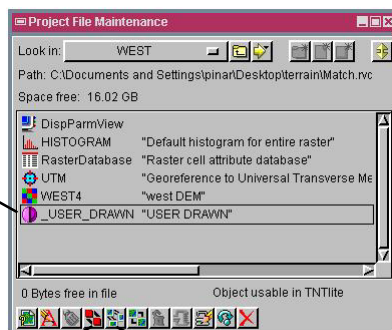 Project File Maintenance
Look in: WEST
Path: C:\Documents and Settings\pinar\Desktop\terrain\Match.rvc
Space free: 16.02 GB
DispParmView
HISTOGRAM "Default histogram for entire raster"
RasterDatabase "Raster cell attribute database"
UTM "Georeference to Universal Transverse Me
WEST4 "west DEM"
_USER_DRAWN "USER DRAWN"
0 Bytes free in file Object usable in TNTlite